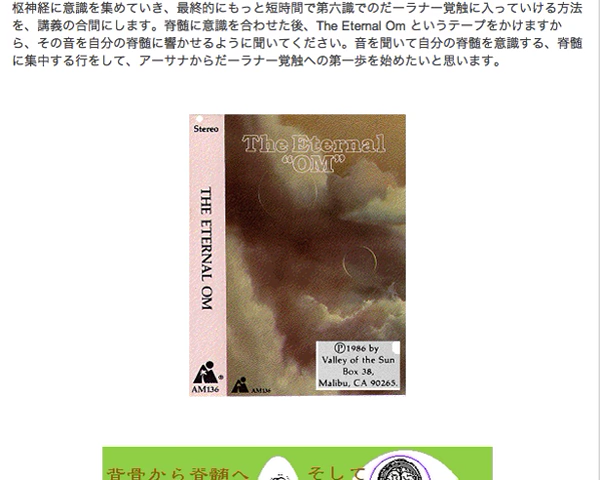 枢神経に意識を集めていき、最終的にもっと短時間で第六識でのだーラナー覚触に入っていける方法
を、講義の合間にします。脊髄に意識を合わせた後、The Eternal Om というテープをかけますか
ら、その音を自分の脊髄に響かせるように聞いてください。音を聞いて自分の脊髄を意識する、脊髄
に集中する行をして、アーサナからだーラナー覚触への第一歩を始めたいと思います。
Stereo
THE ETERNAL OM
AM136
The Eternal
“OM”
AM136
Ⓟ1986 by
Valley of the Sun
Box 38,
Malibu, CA 90265.
背骨から脊髄へ
そして